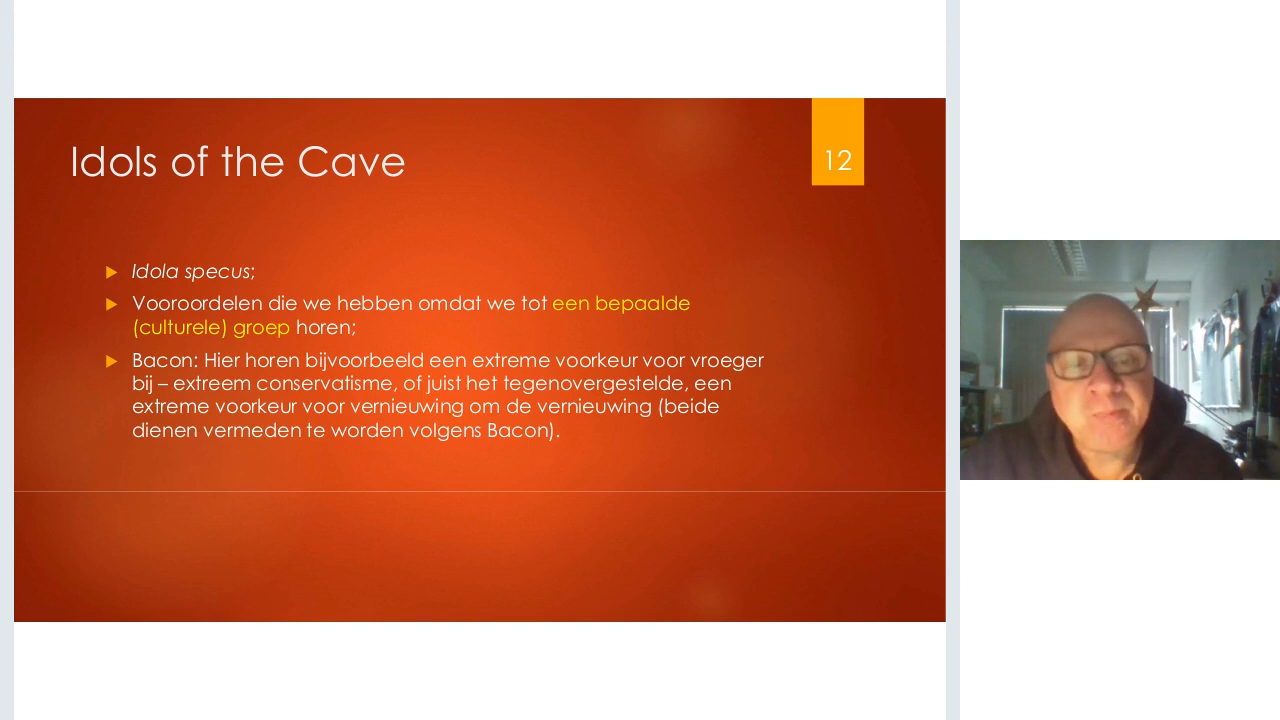 Idols of the Cave
12
Idola specus;
Vooroordelen die we hebben omdat we tot een bepaalde
(culturele) groep horen;
Bacon: Hier horen bijvoorbeeld een extreme voorkeur voor vroeger
bij – extreem conservatisme, of juist het tegenovergestelde, een
extreme voorkeur voor vernieuwing om de vernieuwing (beide
dienen vermeden te worden volgens Bacon).